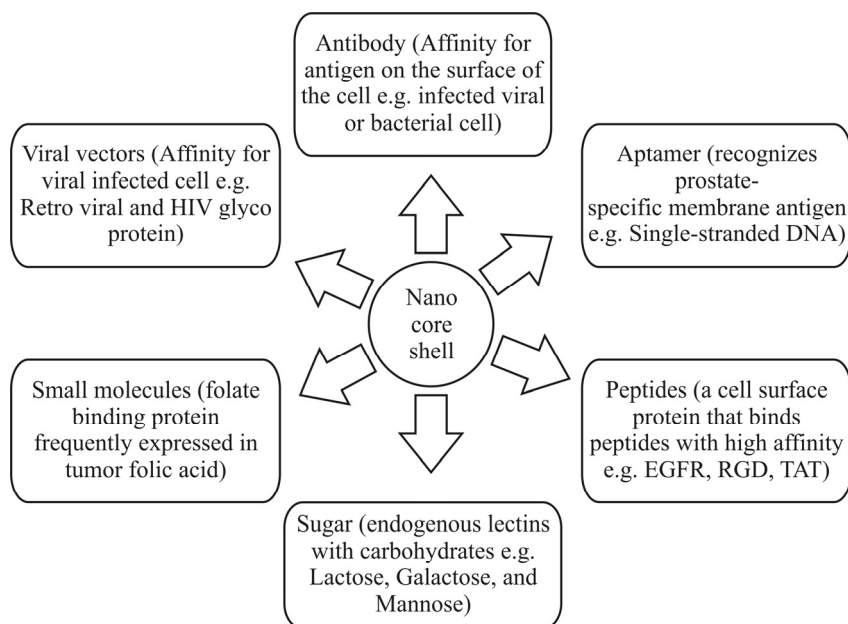 Antibody (Affinity for
antigen on the surface of
the cell e.g. infected viral
or bacterial cell)
Viral vectors (Affinity for
viral infected cell e.g.
Retro viral and HIV glyco
protein)
Aptamer (recognizes
prostate-
specific membrane antigen
e.g. Single-stranded DNA)
Nano
core
shell
Small molecules (folate
binding protein
frequently expressed in
tumor folic acid)
Peptides (a cell surface
protein that binds
peptides with high affinity
e.g. EGFR, RGD, TAT)
Sugar (endogenous lectins
with carbohydrates e.g.
Lactose, Galactose, and
Mannose)